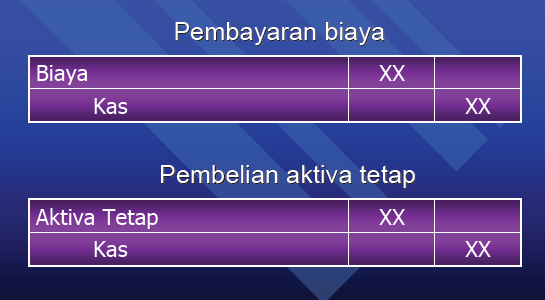 Pembayaran biaya
Biaya XX
Kas XX
Pembelian aktiva tetap
Aktiva Tetap XX
Kas XX